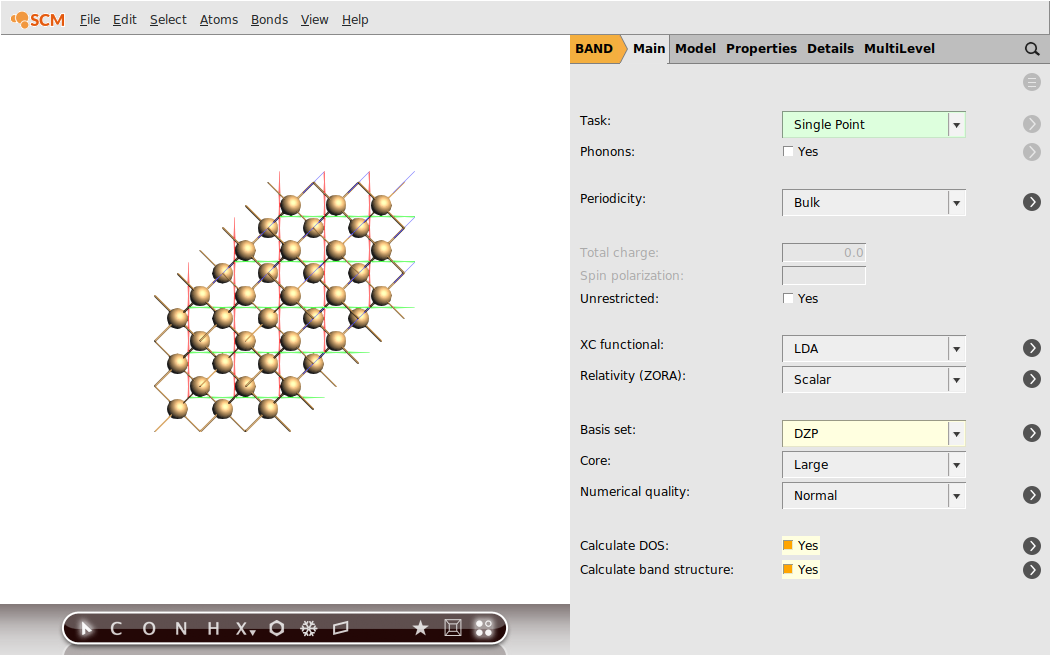 SCM File Edit Select Atoms Bonds View Help
BAND Main Model Properties Details MultiLevel
Task: Single Point
Phonons: Yes
Periodicity: Bulk
Total charge: 0.0
Spin polarization:
Unrestricted: Yes
XC functional: LDA
Relativity (ZORA): Scalar
Basis set: DZP
Core: Large
Numerical quality: Normal
Calculate DOS: Yes
Calculate band structure: Yes
C O N H X